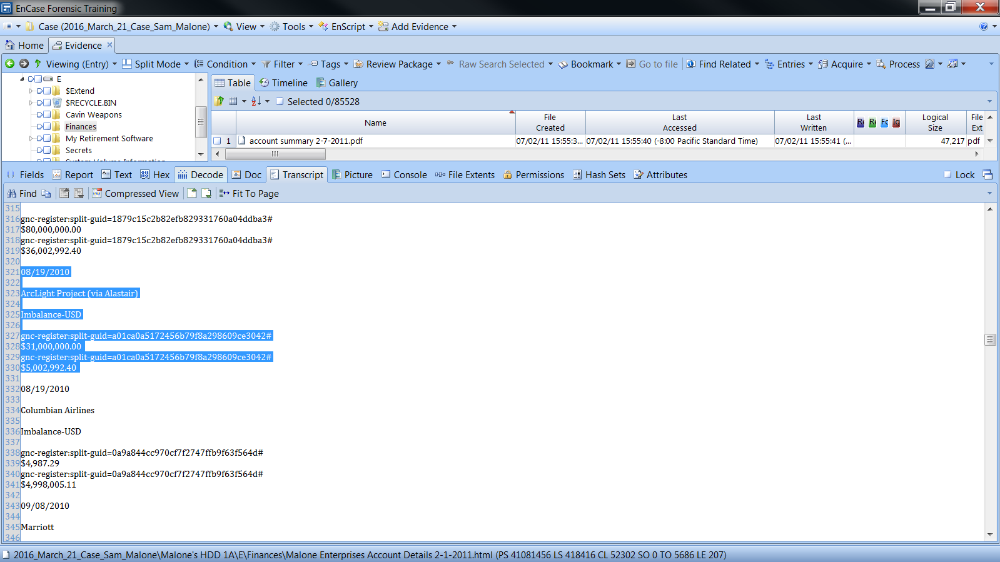 EnCase Forensic Training
Case (2016_March_21_Case_Sam_Malone) View Tools EnScript Add Evidence
Home Evidence
Viewing (Entry) Split Mode Condition Filter Tags Review Package Raw Search Selected Bookmark Go to file Find Related Entries Acquire Process
E
$Extend
$RECYCLE.BIN
Cavin Weapons
Finances
My Retirement Software
Secrets
System Volume Information
Table Timeline Gallery
Selected 0/85528
Name File Created Last Accessed Last Written Re Re Fc Ig Logical Size File Ext
1 account summary 2-7-2011.pdf 07/02/11 15:55:3... 07/02/11 15:55:40 (-8:00 Pacific Standard Time) 07/02/11 15:55:41 (... 47,217 pdf
Fields Report Text Hex Decode Doc Transcript Picture Console File Extents Permissions Hash Sets Attributes Lock
Find Compressed View Fit To Page
315
316 gnc-register:split-guid=1879c15c2b82efb829331760a04ddba3#
317 $80,000,000.00
318 gnc-register:split-guid=1879c15c2b82efb829331760a04ddba3#
319 $36,002,992.40
320
321 08/19/2010
322
323 ArcLight Project (via Alastair)
324
325 Imbalance-USD
326
327 gnc-register:split-guid=a01ca0a5172456b79f8a298609ce3042#
328 $31,000,000.00
329 gnc-register:split-guid=a01ca0a5172456b79f8a298609ce3042#
330 $5,002,992.40
331
332 08/19/2010
333
334 Columbian Airlines
335
336 Imbalance-USD
337
338 gnc-register:split-guid=0a9a844cc970cf7f2747ffb9f63f564d#
339 $4,987.29
340 gnc-register:split-guid=0a9a844cc970cf7f2747ffb9f63f564d#
341 $4,998,005.11
342
343 09/08/2010
344
345 Marriott
346
2016_March_21_Case_Sam_Malone\Malone's HDD 1A\E\Finances\Malone Enterprises Account Details 2-1-2011.html (PS 41081456 LS 418416 CL 52302 SO 0 TO 5686 LE 207)